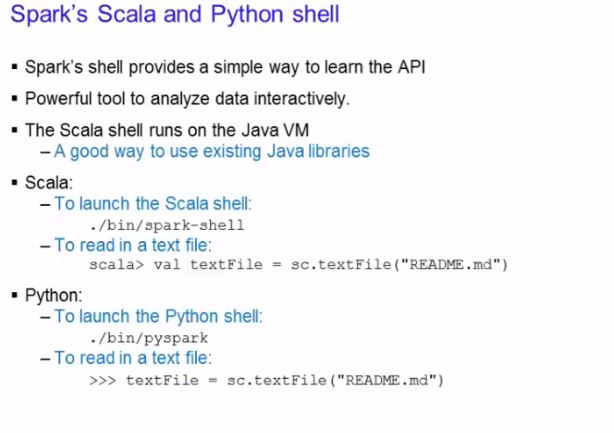 Spark's Scala and Python shell
▪ Spark's shell provides a simple way to learn the API
▪ Powerful tool to analyze data interactively.
▪ The Scala shell runs on the Java VM
– A good way to use existing Java libraries
▪ Scala:
– To launch the Scala shell:
./bin/spark-shell
– To read in a text file:
scala> val textFile = sc.textFile("README.md")
▪ Python:
– To launch the Python shell:
./bin/pyspark
– To read in a text file:
>>> textFile = sc.textFile("README.md")